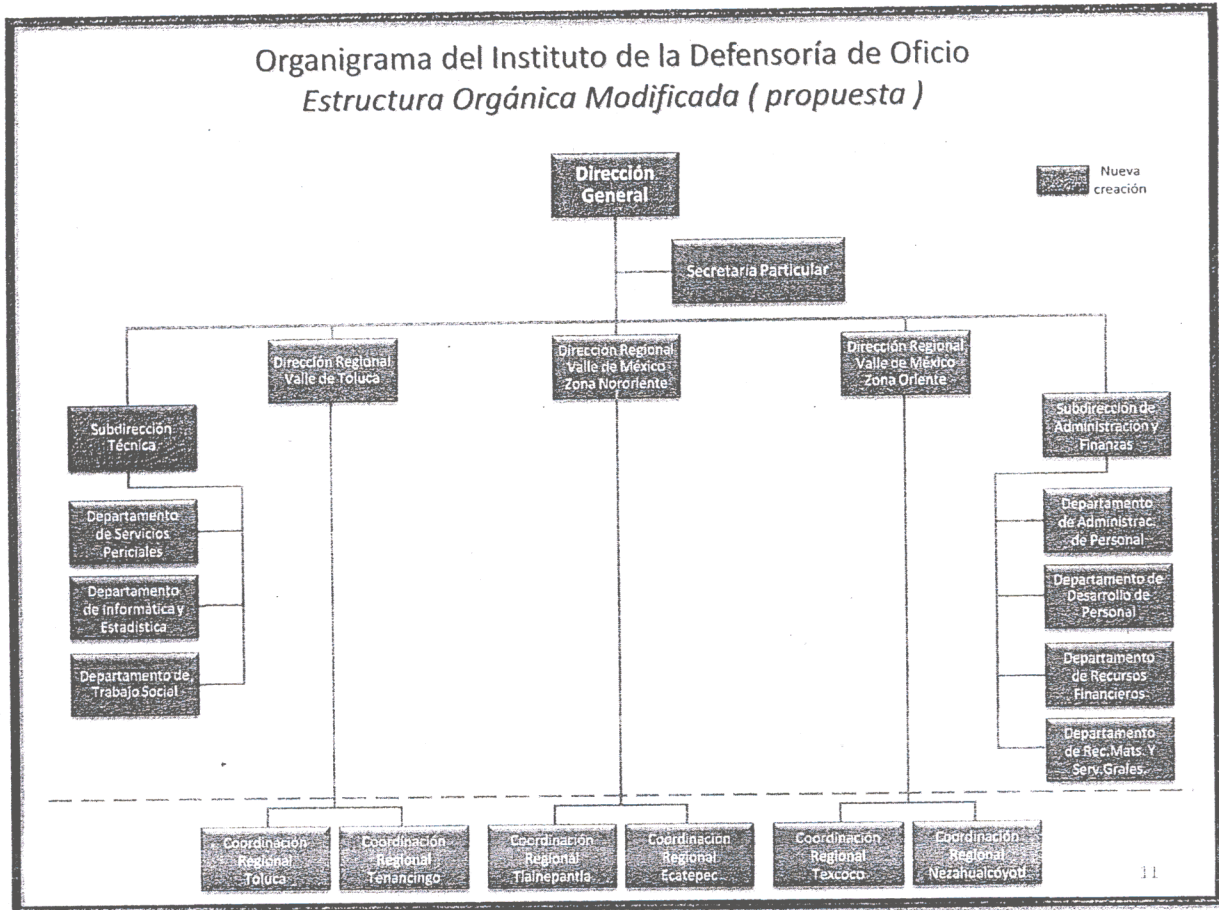 Organigrama del Instituto de la Defensoría de Oficio
Estructura Orgánica Modificada ( propuesta )
Dirección
General
Nueva
creación
Secretaria Particular
Dirección Regional
Valle de Toluca
Dirección Regional
Valle de México
Zona Nororiente
Dirección Regional
Valle de México
Zona Oriente
Subdirección
Técnica
Subdirección de
Administración y
Finanzas
Departamento
de Servicios
Periciales
Departamento
de Informática y
Estadística
Departamento de
Trabajo Social
Departamento
de Administrac.
de Personal
Departamento de
Desarrollo de
Personal
Departamento
de Recursos
Financieros
Departamento
de Rec.Mats. Y
Serv.Grales.
Coordinación
Regional
Toluca
Coordinación
Regional
Tenancingo
Coordinación
Regional
Tlalnepantla
Coordinacion
Regional
Ecatepec
Coordinación
Regional
Texcoco
Coordinación
Regional
Nezahualcóyotl
11